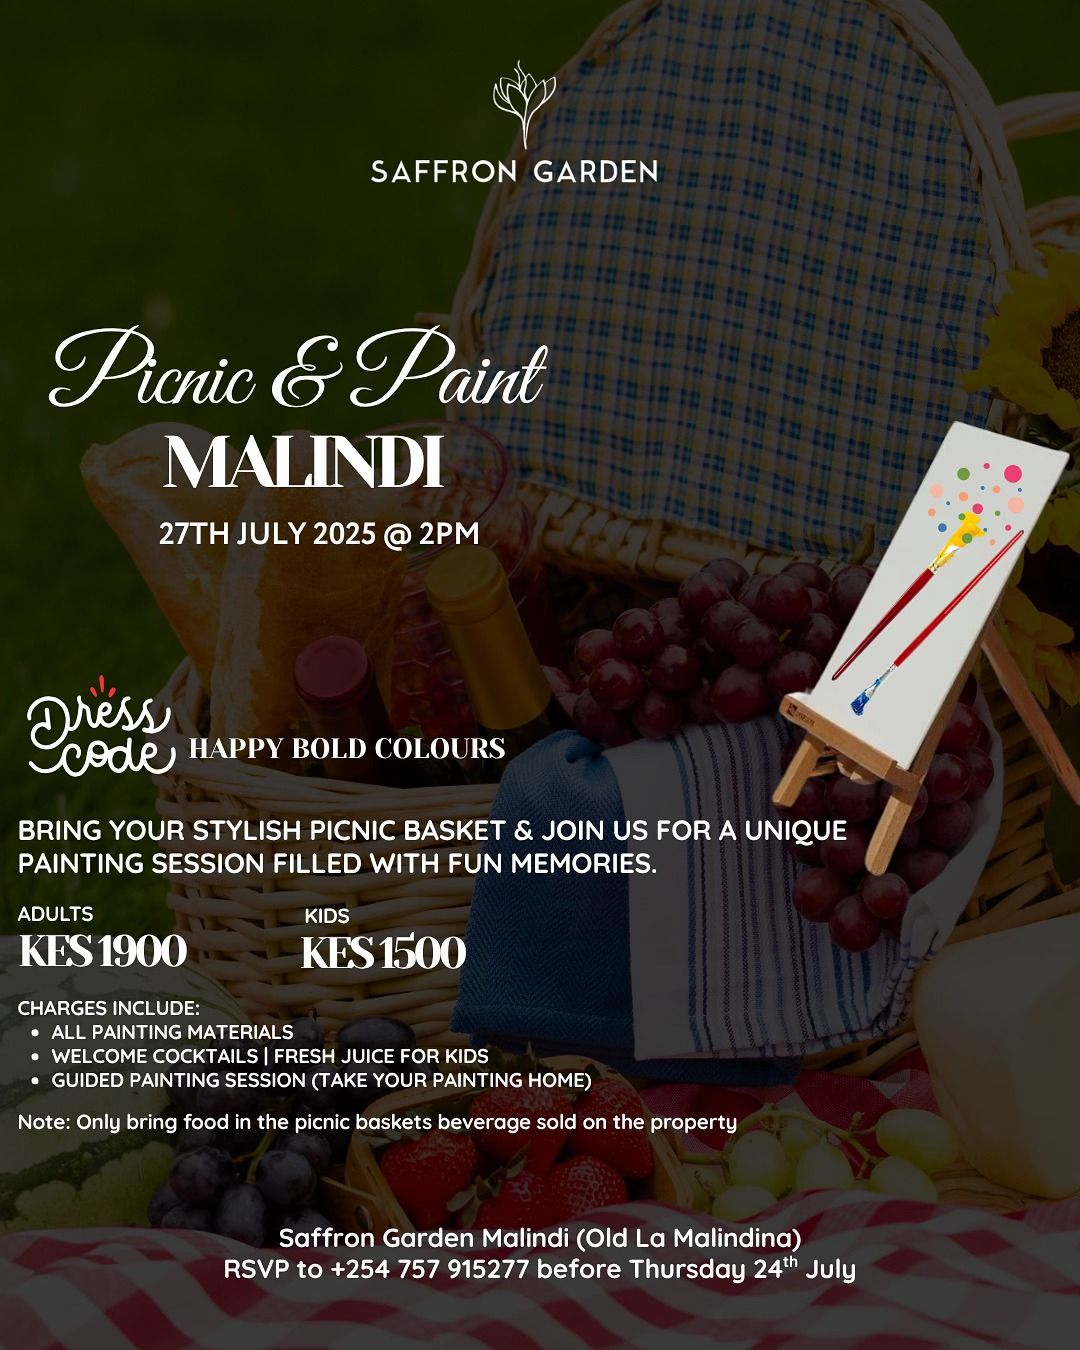 SAFFRON GARDEN
Picnic & Paint
MALINDI
27TH JULY 2025 @ 2PM
Dress code HAPPY BOLD COLOURS
BRING YOUR STYLISH PICNIC BASKET & JOIN US FOR A UNIQUE
PAINTING SESSION FILLED WITH FUN MEMORIES.
ADULTS
KES 1900
KIDS
KES 1500
CHARGES INCLUDE:
• ALL PAINTING MATERIALS
• WELCOME COCKTAILS | FRESH JUICE FOR KIDS
• GUIDED PAINTING SESSION (TAKE YOUR PAINTING HOME)
Note: Only bring food in the picnic baskets beverage sold on the property
Saffron Garden Malindi (Old La Malindina)
RSVP to +254 757 915277 before Thursday 24th July